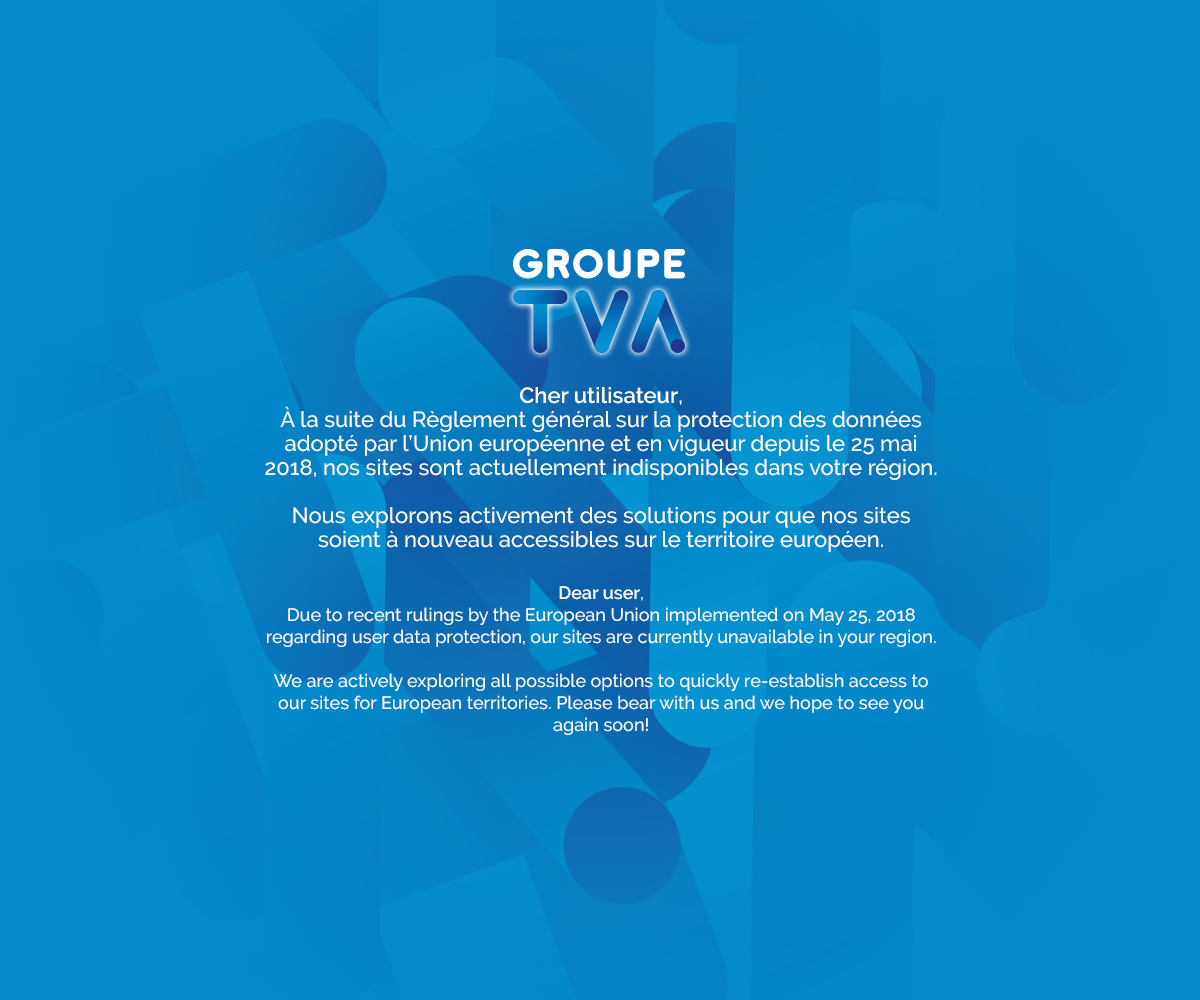 GROUPE
TVA
Cher utilisateur,
À la suite du Règlement général sur la protection des données
adopté par l'Union européenne et en vigueur depuis le 25 mai
2018, nos sites sont actuellement indisponibles dans votre région.
Nous explorons activement des solutions pour que nos sites
soient à nouveau accessibles sur le territoire européen.
Dear user,
Due to recent rulings by the European Union implemented on May 25, 2018
regarding user data protection, our sites are currently unavailable in your region.
We are actively exploring all possible options to quickly re-establish access to
our sites for European territories. Please bear with us and we hope to see you
again soon!